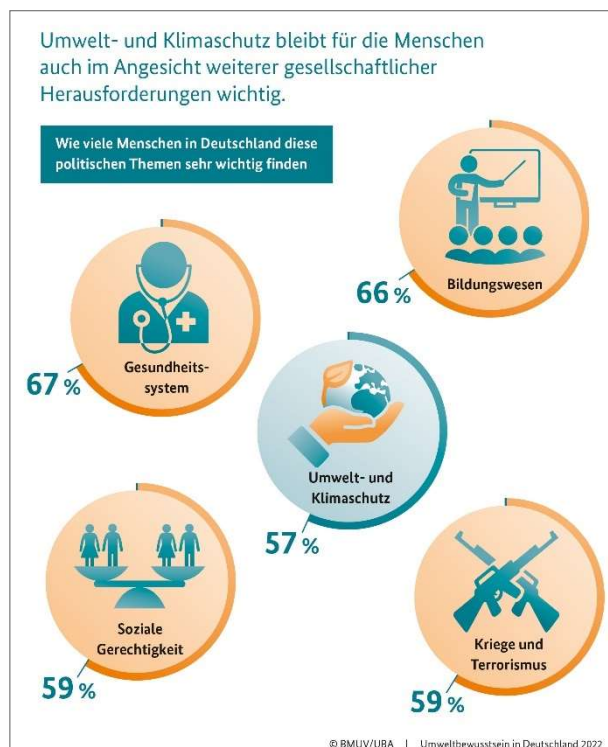 Umwelt- und Klimaschutz bleibt für die Menschen
auch im Angesicht weiterer gesellschaftlicher
Herausforderungen wichtig.
Wie viele Menschen in Deutschland diese
politischen Themen sehr wichtig finden
Bildungswesen
66 %
Gesundheits-
system
67 %
Umwelt- und
Klimaschutz
57 %
Soziale
Gerechtigkeit
59 %
Kriege und
Terrorismus
59 %
© BMUV/UBA | Umweltbewusstsein in Deutschland 2022